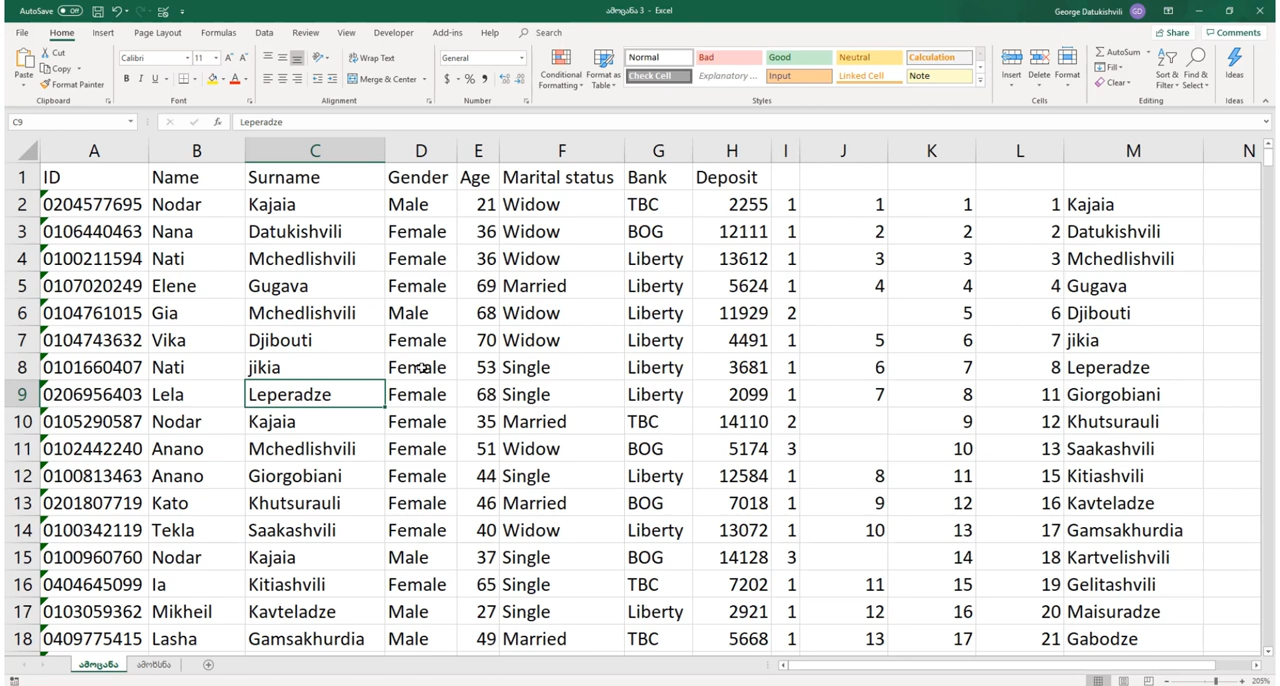 AutoSave Off ამოცანა 3 - Excel George Datukishvili GD
File Home Insert Page Layout Formulas Data Review View Developer Add-ins Help Search Share Comments
Paste Cut Copy Format Painter Clipboard
Calibri 11 B I U Font
Wrap Text Merge & Center Alignment
General $ % Number
Conditional Formatting Format as Table
Normal Bad Good Neutral Calculation
Check Cell Explanatory ... Input Linked Cell Note
Styles
Insert Delete Format Cells
AutoSum Fill Clear Sort & Filter Find & Select Editing
Ideas Ideas
C9 fx Leperadze
A B C D E F G H I J K L M N
1 ID Name Surname Gender Age Marital status Bank Deposit
2 0204577695 Nodar Kajaia Male 21 Widow TBC 2255 1 1 1 1 Kajaia
3 0106440463 Nana Datukishvili Female 36 Widow BOG 12111 1 2 2 2 Datukishvili
4 0100211594 Nati Mchedlishvili Female 36 Widow Liberty 13612 1 3 3 3 Mchedlishvili
5 0107020249 Elene Gugava Female 69 Married Liberty 5624 1 4 4 4 Gugava
6 0104761015 Gia Mchedlishvili Male 68 Widow Liberty 11929 2 5 6 Djibouti
7 0104743632 Vika Djibouti Female 70 Widow Liberty 4491 1 5 6 7 jikia
8 0101660407 Nati jikia Female 53 Single Liberty 3681 1 6 7 8 Leperadze
9 0206956403 Lela Leperadze Female 68 Single Liberty 2099 1 7 8 11 Giorgobiani
10 0105290587 Nodar Kajaia Female 35 Married TBC 14110 2 9 12 Khutsurauli
11 0102442240 Anano Mchedlishvili Female 51 Widow BOG 5174 3 10 13 Saakashvili
12 0100813463 Anano Giorgobiani Female 44 Single Liberty 12584 1 8 11 15 Kitiashvili
13 0201807719 Kato Khutsurauli Female 46 Married BOG 7018 1 9 12 16 Kavteladze
14 0100342119 Tekla Saakashvili Female 40 Widow Liberty 13072 1 10 13 17 Gamsakhurdia
15 0100960760 Nodar Kajaia Male 37 Single BOG 14128 3 14 18 Kartvelishvili
16 0404645099 Ia Kitiashvili Female 65 Single TBC 7202 1 11 15 19 Gelitashvili
17 0103059362 Mikheil Kavteladze Male 27 Single Liberty 2921 1 12 16 20 Maisuradze
18 0409775415 Lasha Gamsakhurdia Male 49 Married TBC 5668 1 13 17 21 Gabodze
ამოცანა ამოხსნა
205%